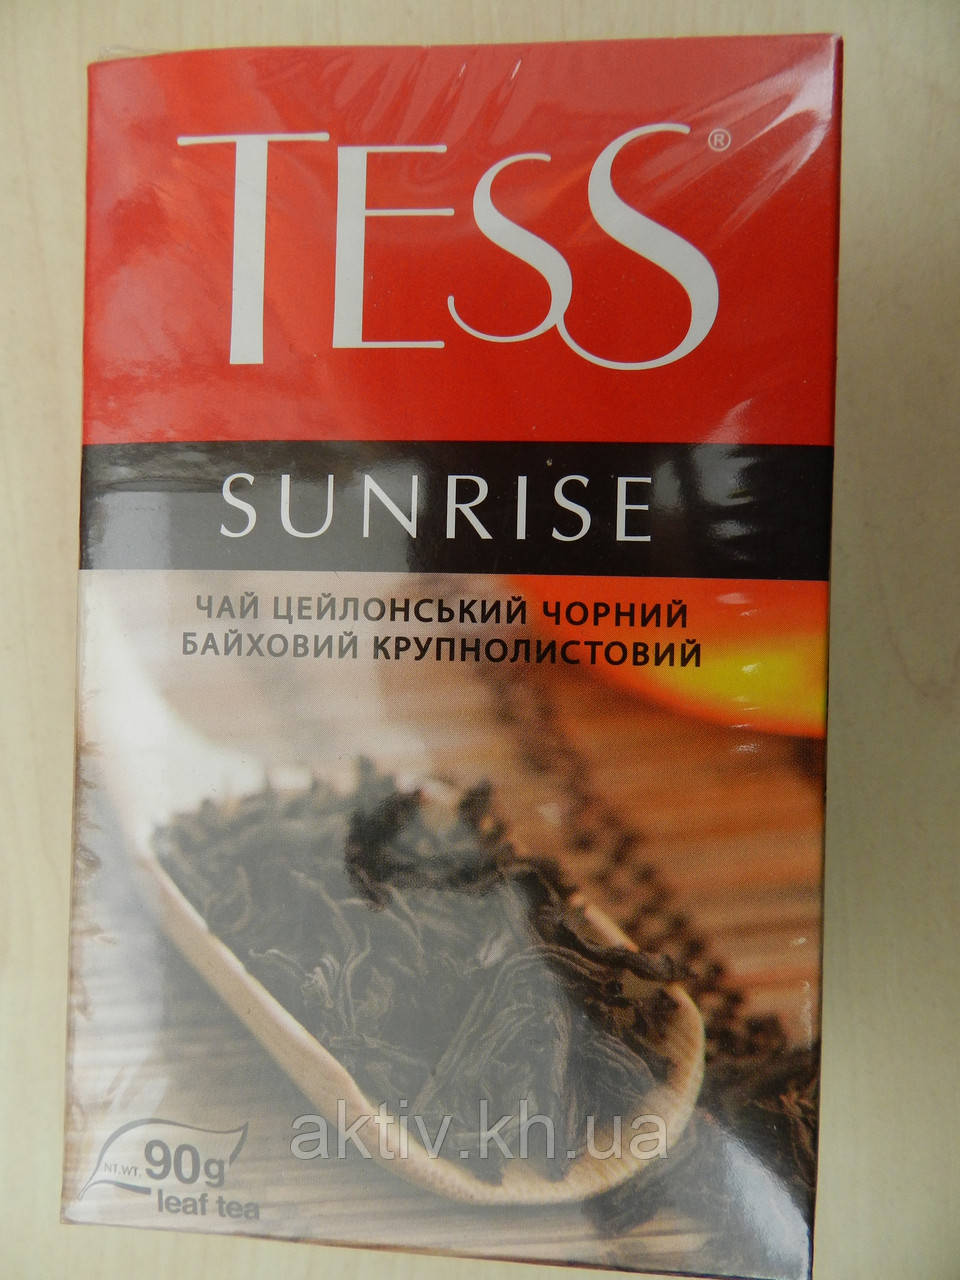 TESS®
SUNRISE
ЧАЙ ЦЕЙЛОНСЬКИЙ ЧОРНИЙ
БАЙХОВИЙ КРУПНОЛИСТОВИЙ
aktiv.kh.ua
NT.WT. 90g
leaf tea